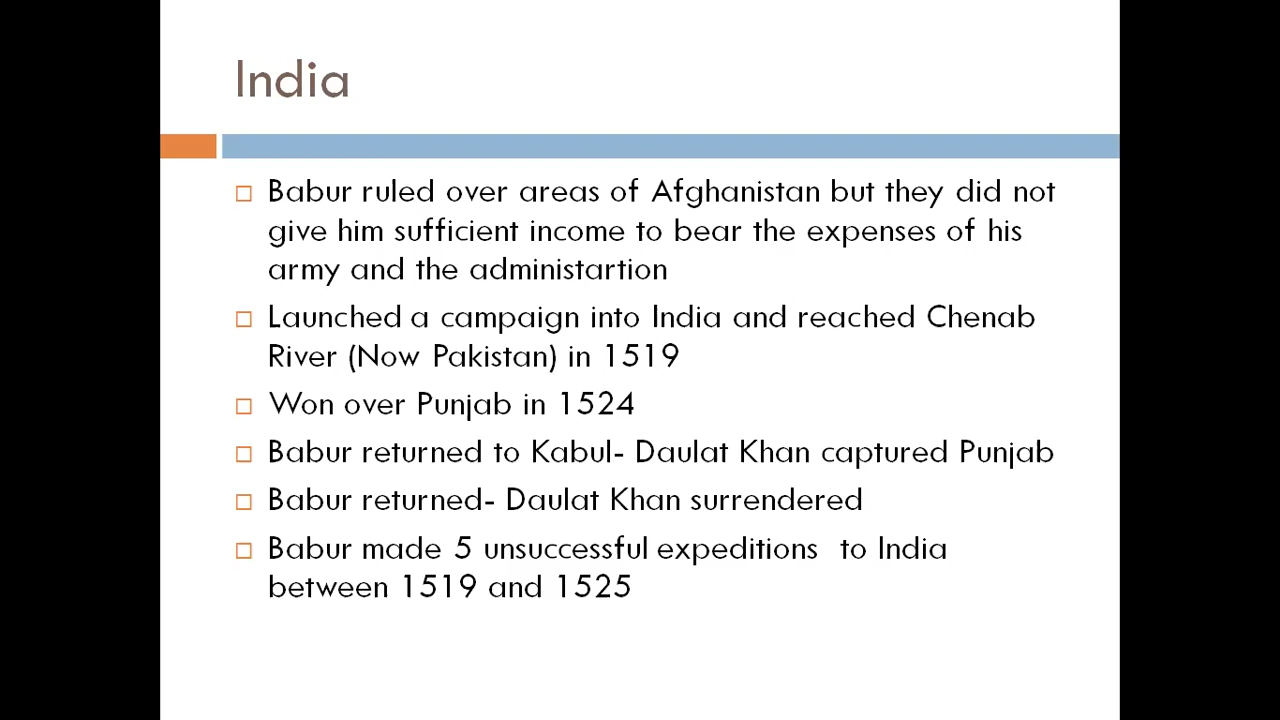 India
Babur ruled over areas of Afghanistan but they did not
give him sufficient income to bear the expenses of his
army and the administartion
Launched a campaign into India and reached Chenab
River (Now Pakistan) in 1519
Won over Punjab in 1524
Babur returned to Kabul- Daulat Khan captured Punjab
Babur returned- Daulat Khan surrendered
Babur made 5 unsuccessful expeditions to India
between 1519 and 1525